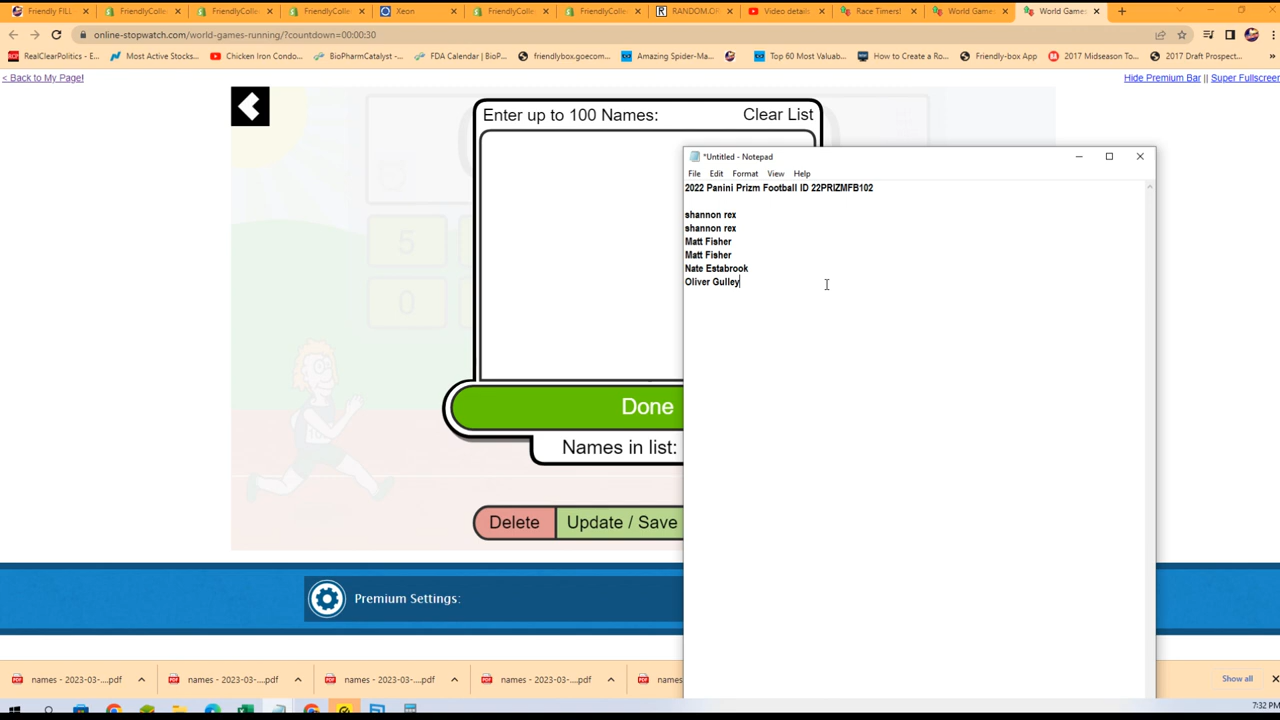 Friendly FILL
FriendlyColle
FriendlyColle
FriendlyColle
Xeon
FriendlyColle
FriendlyColle
RANDOM.OR
Video details
Race Timers!
World Game
World Game
online-stopwatch.com/world-games-running/?countdown=00:00:30
RealClearPolitics - E...
Most Active Stocks...
Chicken Iron Condo...
BioPharmCatalyst -...
FDA Calendar | BioP...
friendlybox.goecom...
Amazing Spider-Ma...
Top 60 Most Valuab...
How to Create a Ro...
Friendly-box App
2017 Midseason To...
2017 Draft Prospect...
< Back to My Page!
Hide Premium Bar || Super Fullscreen
Enter up to 100 Names:
Clear List
*Untitled - Notepad
File Edit Format View Help
2022 Panini Prizm Football ID 22PRIZMFB102
shannon rex
shannon rex
Matt Fisher
Matt Fisher
Nate Estabrook
Oliver Gulley
5
0
Done
Names in list:
Delete
Update / Save
Premium Settings:
names - 2023-03-....pdf
names - 2023-03-....pdf
names - 2023-03-....pdf
names - 2023-03-....pdf
names
Show all
7:32 PM